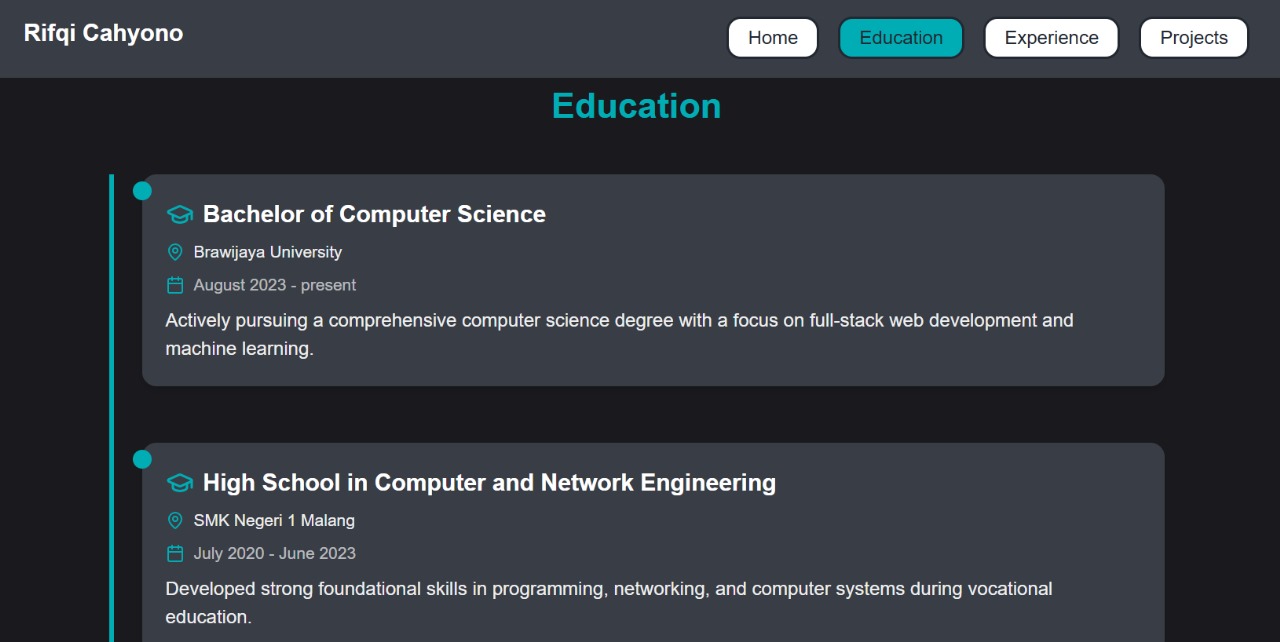 Rifqi Cahyono
Home
Education
Experience
Projects
Education
Bachelor of Computer Science
Brawijaya University
August 2023 - present
Actively pursuing a comprehensive computer science degree with a focus on full-stack web development and
machine learning.
High School in Computer and Network Engineering
SMK Negeri 1 Malang
July 2020 - June 2023
Developed strong foundational skills in programming, networking, and computer systems during vocational
education.